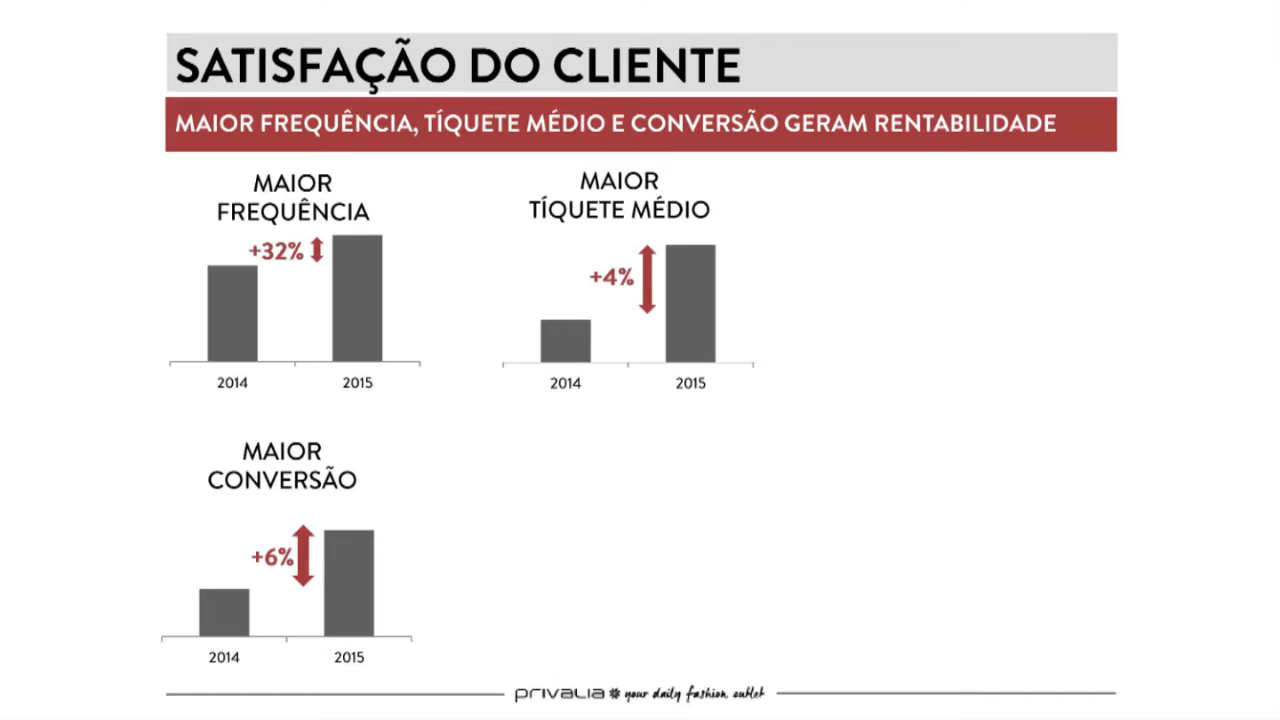 SATISFAÇÃO DO CLIENTE
MAIOR FREQUÊNCIA, TÍQUETE MÉDIO E CONVERSÃO GERAM RENTABILIDADE
MAIOR
FREQUÊNCIA
+32%
2014 2015
MAIOR
TÍQUETE MÉDIO
+4%
2014 2015
MAIOR
CONVERSÃO
+6%
2014 2015
privalia your daily fashion outlet